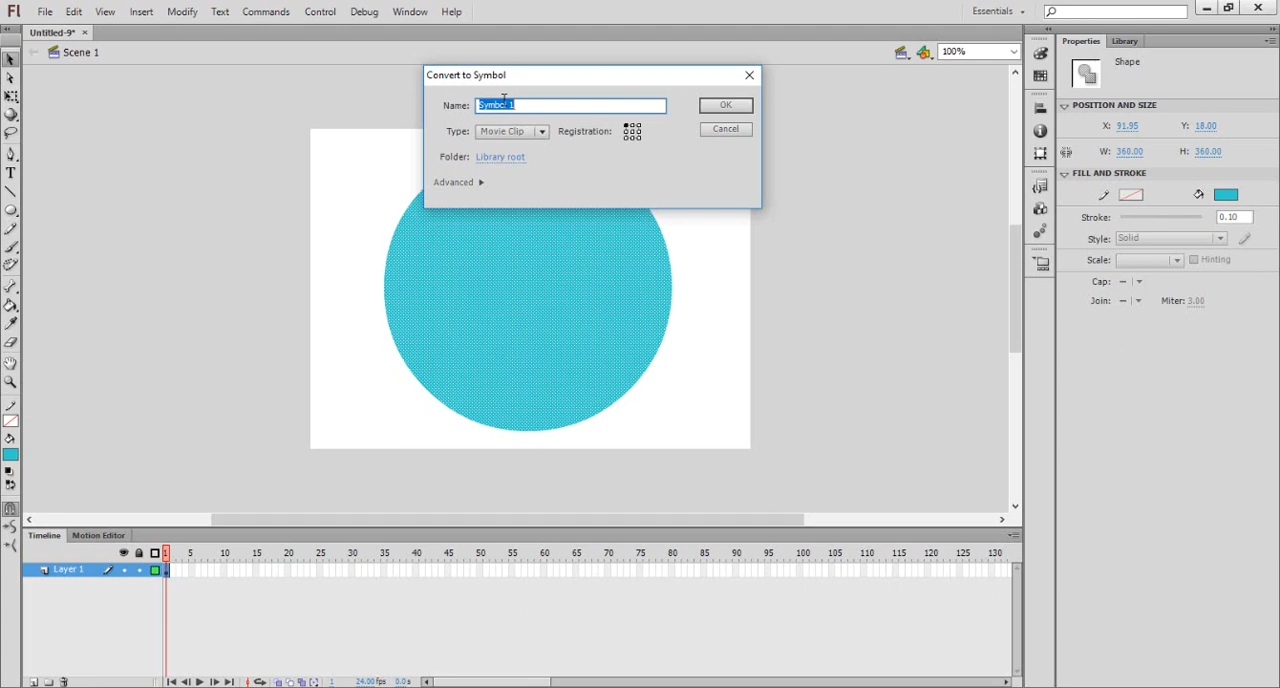 Fl File Edit View Insert Modify Text Commands Control Debug Window Help Essentials
Untitled-9* ×
Scene 1 100%
Convert to Symbol
Name: Symbol 1 OK
Type: Movie Clip Registration: Cancel
Folder: Library root
Advanced
Properties Library
Shape
POSITION AND SIZE
X: 91.95 Y: 18.00
W: 360.00 H: 360.00
FILL AND STROKE
Stroke: 0.10
Style: Solid
Scale: Hinting
Cap:
Join: Miter: 3.00
T
Timeline Motion Editor
1 5 10 15 20 25 30 35 40 45 50 55 60 65 70 75 80 85 90 95 100 105 110 115 120 125 130
Layer 1
1 24.00 fps 0.0 s